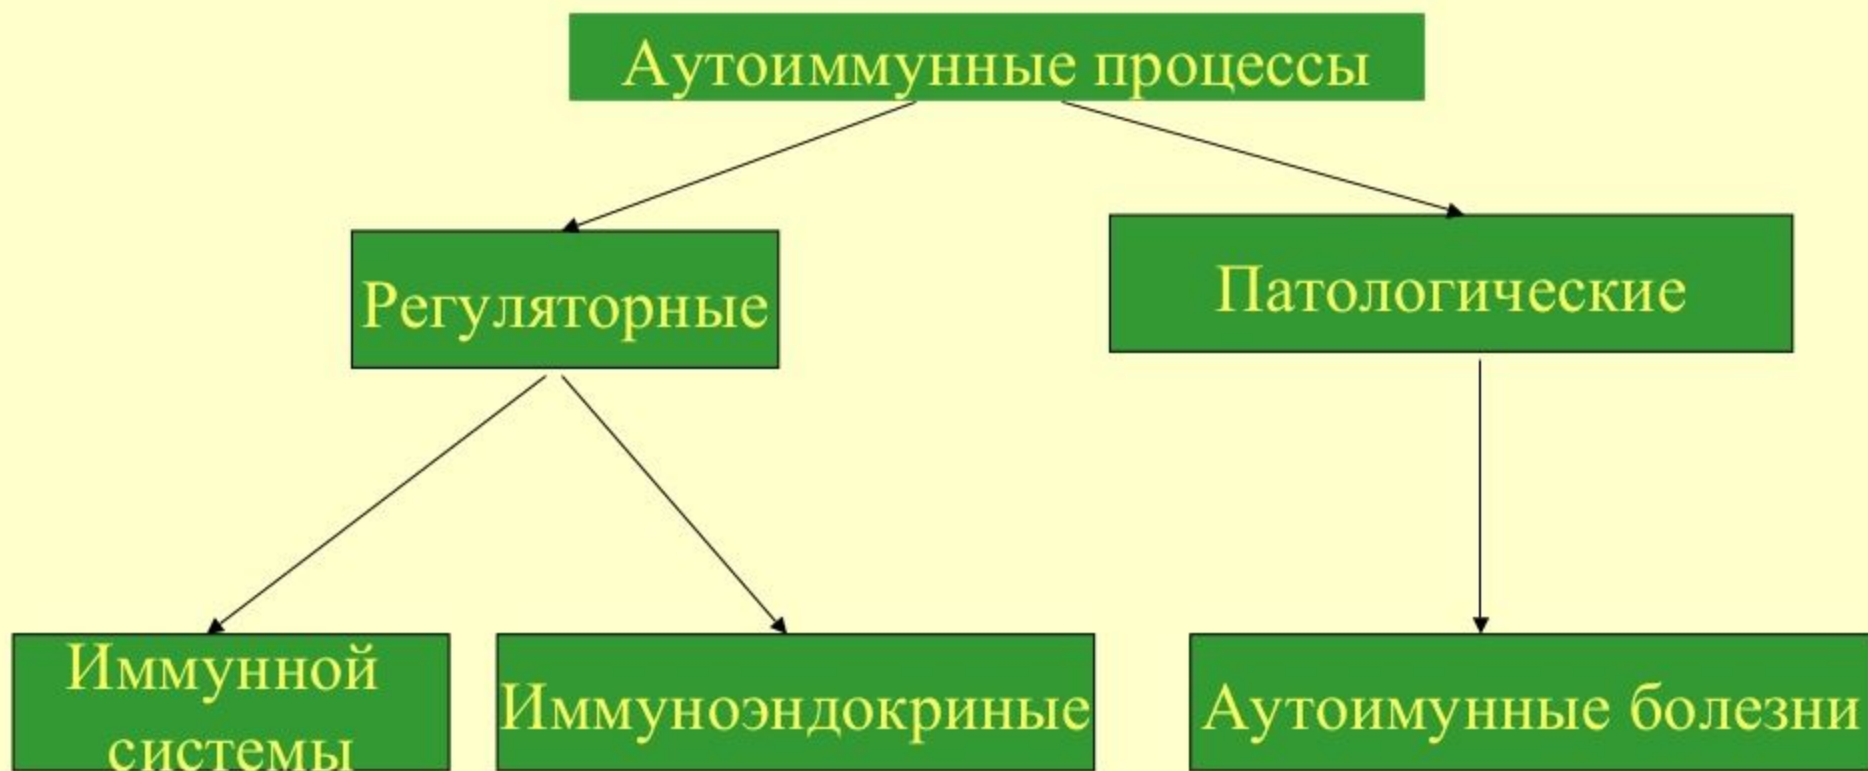 Аутоиммунные процессы
Регуляторные
Патологические
Иммунной
системы
Иммуноэндокриные
Аутоимунные болезни